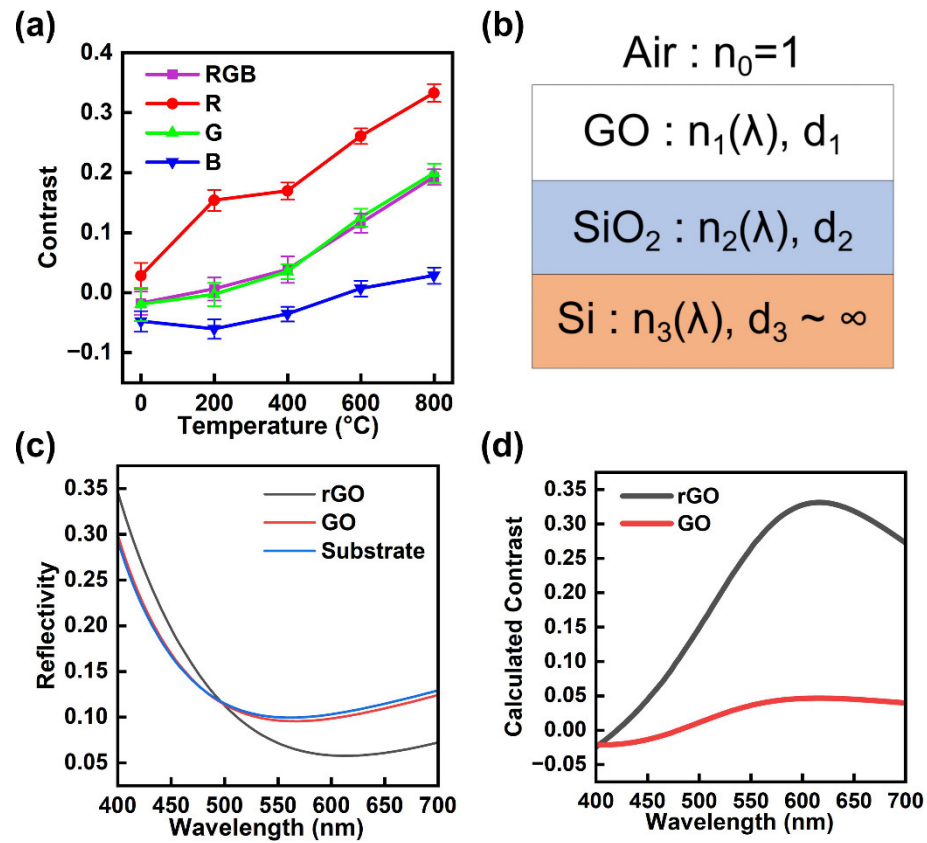 (a)
0.4
0.3
0.2
0.1
0.0
−0.1
Contrast
RGB
R
G
B
0 200 400 600 800
Temperature (°C)
(b)
Air : n₀=1
GO : n₁(λ), d₁
SiO₂ : n₂(λ), d₂
Si : n₃(λ), d₃ ~ ∞
(c)
0.35
0.30
0.25
0.20
0.15
0.10
0.05
Reflectivity
rGO
GO
Substrate
400 450 500 550 600 650 700
Wavelength (nm)
(d)
0.35
0.30
0.25
0.20
0.15
0.10
0.05
0.00
−0.05
Calculated Contrast
rGO
GO
400 450 500 550 600 650 700
Wavelength (nm)